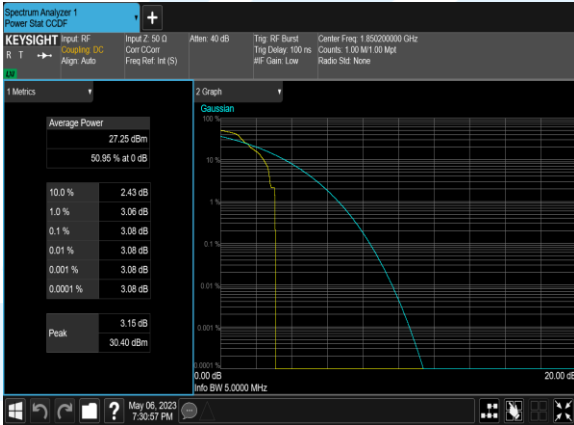 Spectrum Analyzer 1
Power Stat CCDF
+
KEYSIGHT
R T
LXI
Input: RF
Coupling: DC
Align: Auto
Input Z: 50 Ω
Corr CCorr
Freq Ref: Int (S)
Atten: 40 dB
Trig: RF Burst
Trig Delay: 100 ns
#IF Gain: Low
Center Freq: 1.850200000 GHz
Counts: 1.00 M/1.00 Mpt
Radio Std: None
1 Metrics
Average Power
27.25 dBm
50.95 % at 0 dB
10.0 % 2.43 dB
1.0 % 3.06 dB
0.1 % 3.08 dB
0.01 % 3.08 dB
0.001 % 3.08 dB
0.0001 % 3.08 dB
Peak
3.15 dB
30.40 dBm
2 Graph
Gaussian
100 %
10 %
1 %
0.1 %
0.01 %
0.001 %
0.0001 %
0.00 dB
20.00 dB
Info BW 5.0000 MHz
?
May 06, 2023
7:30:57 PM